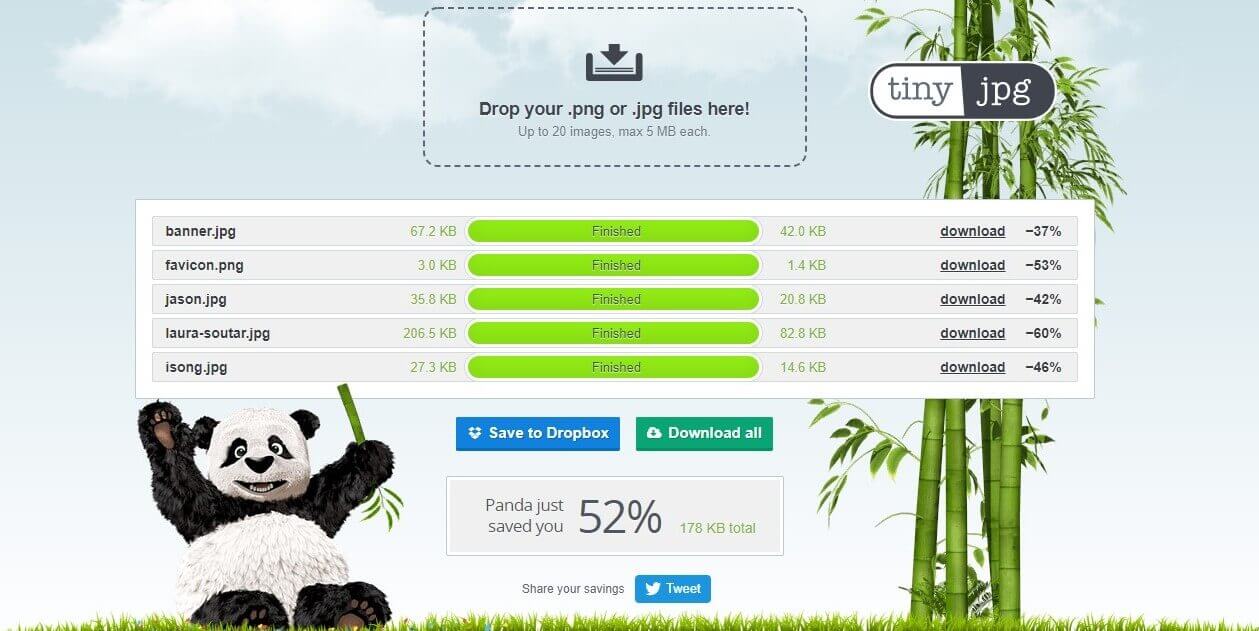 Drop your .png or .jpg files here!
Up to 20 images, max 5 MB each.
tiny jpg
banner.jpg 67.2 KB Finished 42.0 KB download −37%
favicon.png 3.0 KB Finished 1.4 KB download −53%
jason.jpg 35.8 KB Finished 20.8 KB download −42%
laura-soutar.jpg 206.5 KB Finished 82.8 KB download −60%
isong.jpg 27.3 KB Finished 14.6 KB download −46%
Save to Dropbox Download all
Panda just
saved you 52% 178 KB total
Share your savings Tweet